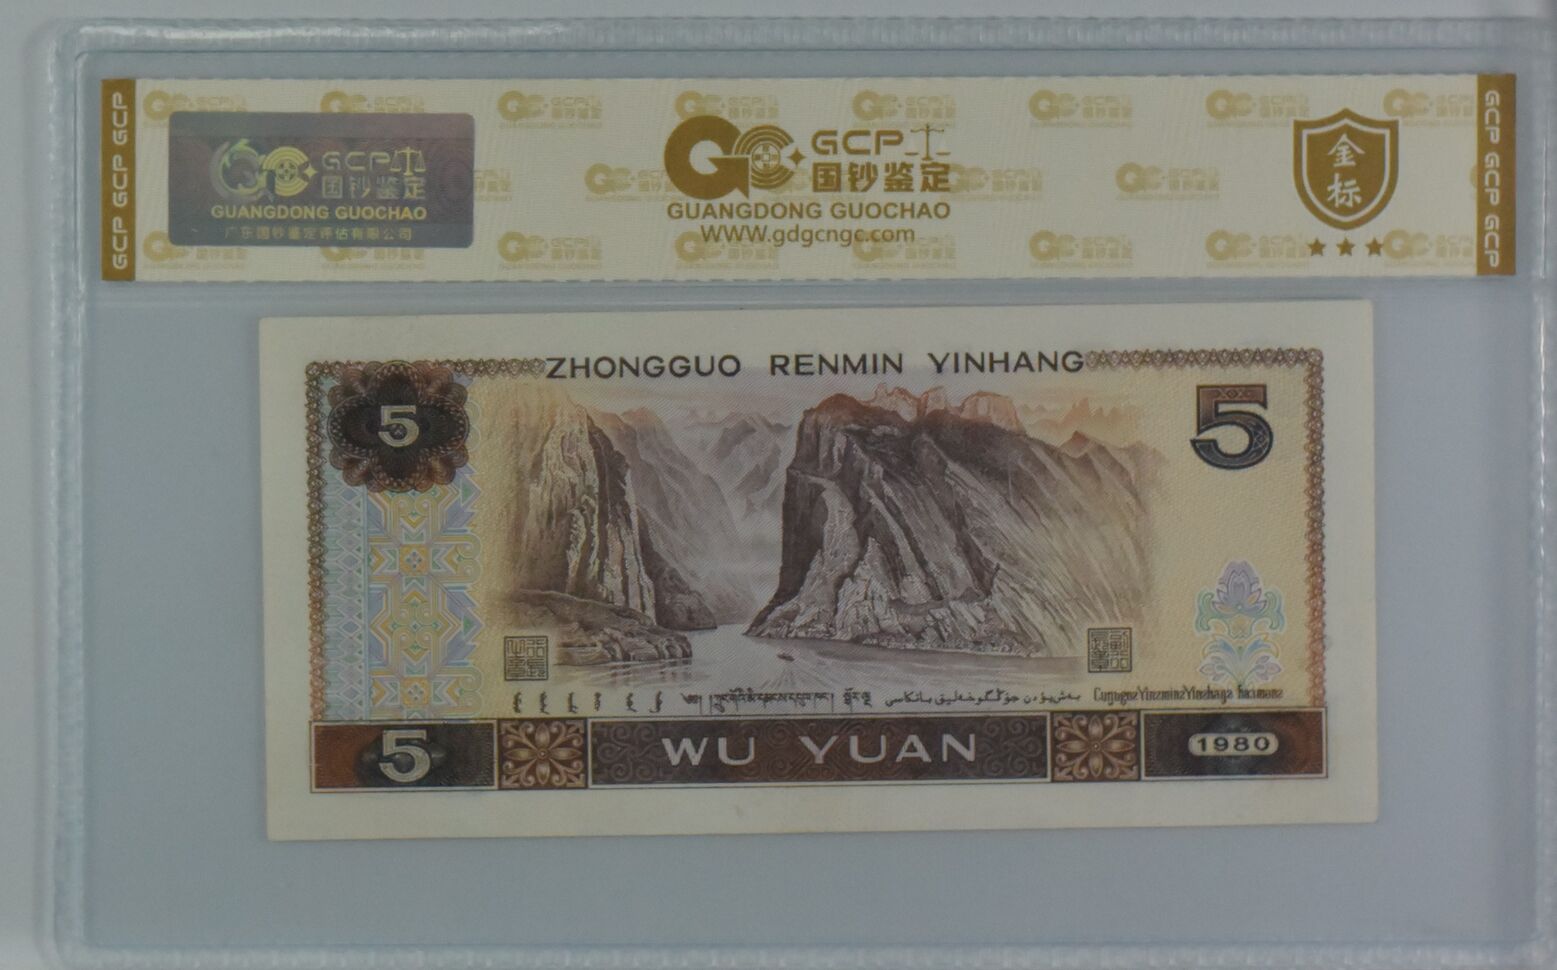 GCP GCP GCP
GCP
国钞鉴定
GUANGDONG GUOCHAO
广东国钞鉴定评估有限公司
GCP
国钞鉴定
GUANGDONG GUOCHAO
WWW.gdgcngc.com
金标
GCP GCP GCP
ZHONGGUO RENMIN YINHANG
5
5
5
WU YUAN
1980